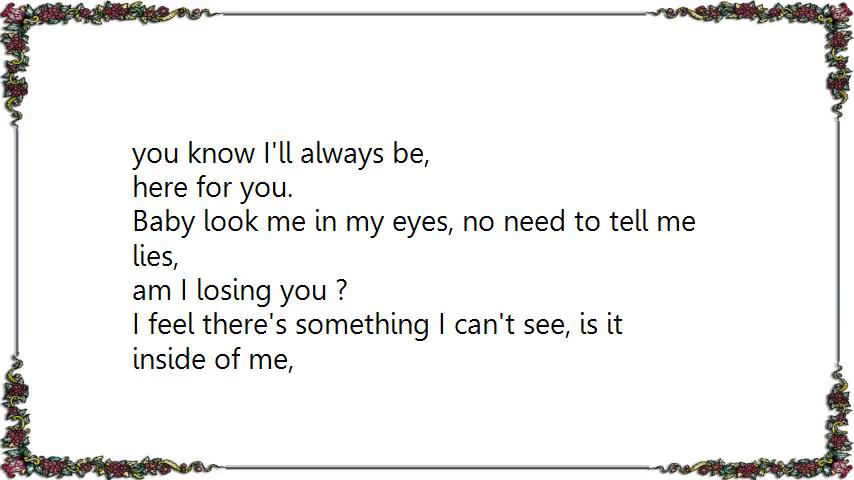 you know I'll always be,
here for you.
Baby look me in my eyes, no need to tell me
lies,
am I losing you ?
I feel there's something I can't see, is it
inside of me,